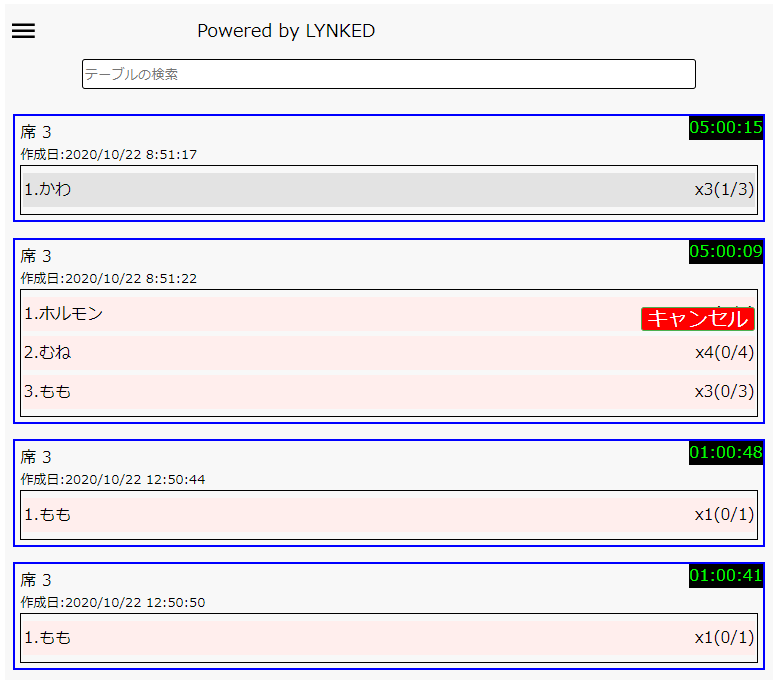 Powered by LYNKED
テーブルの検索
席 3
05:00:15
作成日:2020/10/22 8:51:17
1.かわ x3(1/3)
席 3
05:00:09
作成日:2020/10/22 8:51:22
1.ホルモン キャンセル
2.むね x4(0/4)
3.もも x3(0/3)
席 3
01:00:48
作成日:2020/10/22 12:50:44
1.もも x1(0/1)
席 3
01:00:41
作成日:2020/10/22 12:50:50
1.もも x1(0/1)